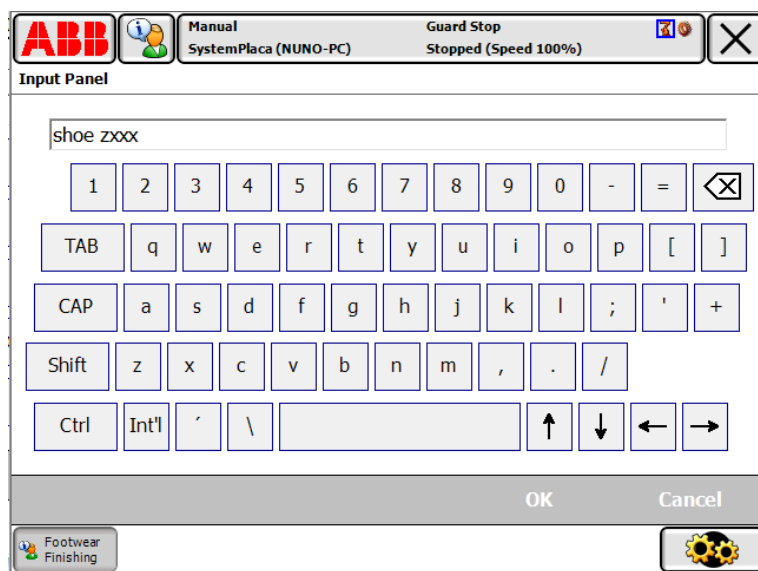 ABB
Manual
SystemPlaca (NUNO-PC)
Guard Stop
Stopped (Speed 100%)
Input Panel
shoe zxxx
1 2 3 4 5 6 7 8 9 0 - =
TAB q w e r t y u i o p [ ]
CAP a s d f g h j k l ; ' +
Shift z x c v b n m , . /
Ctrl Int'l ´ \ ↑ ↓ ← →
OK Cancel
Footwear
Finishing